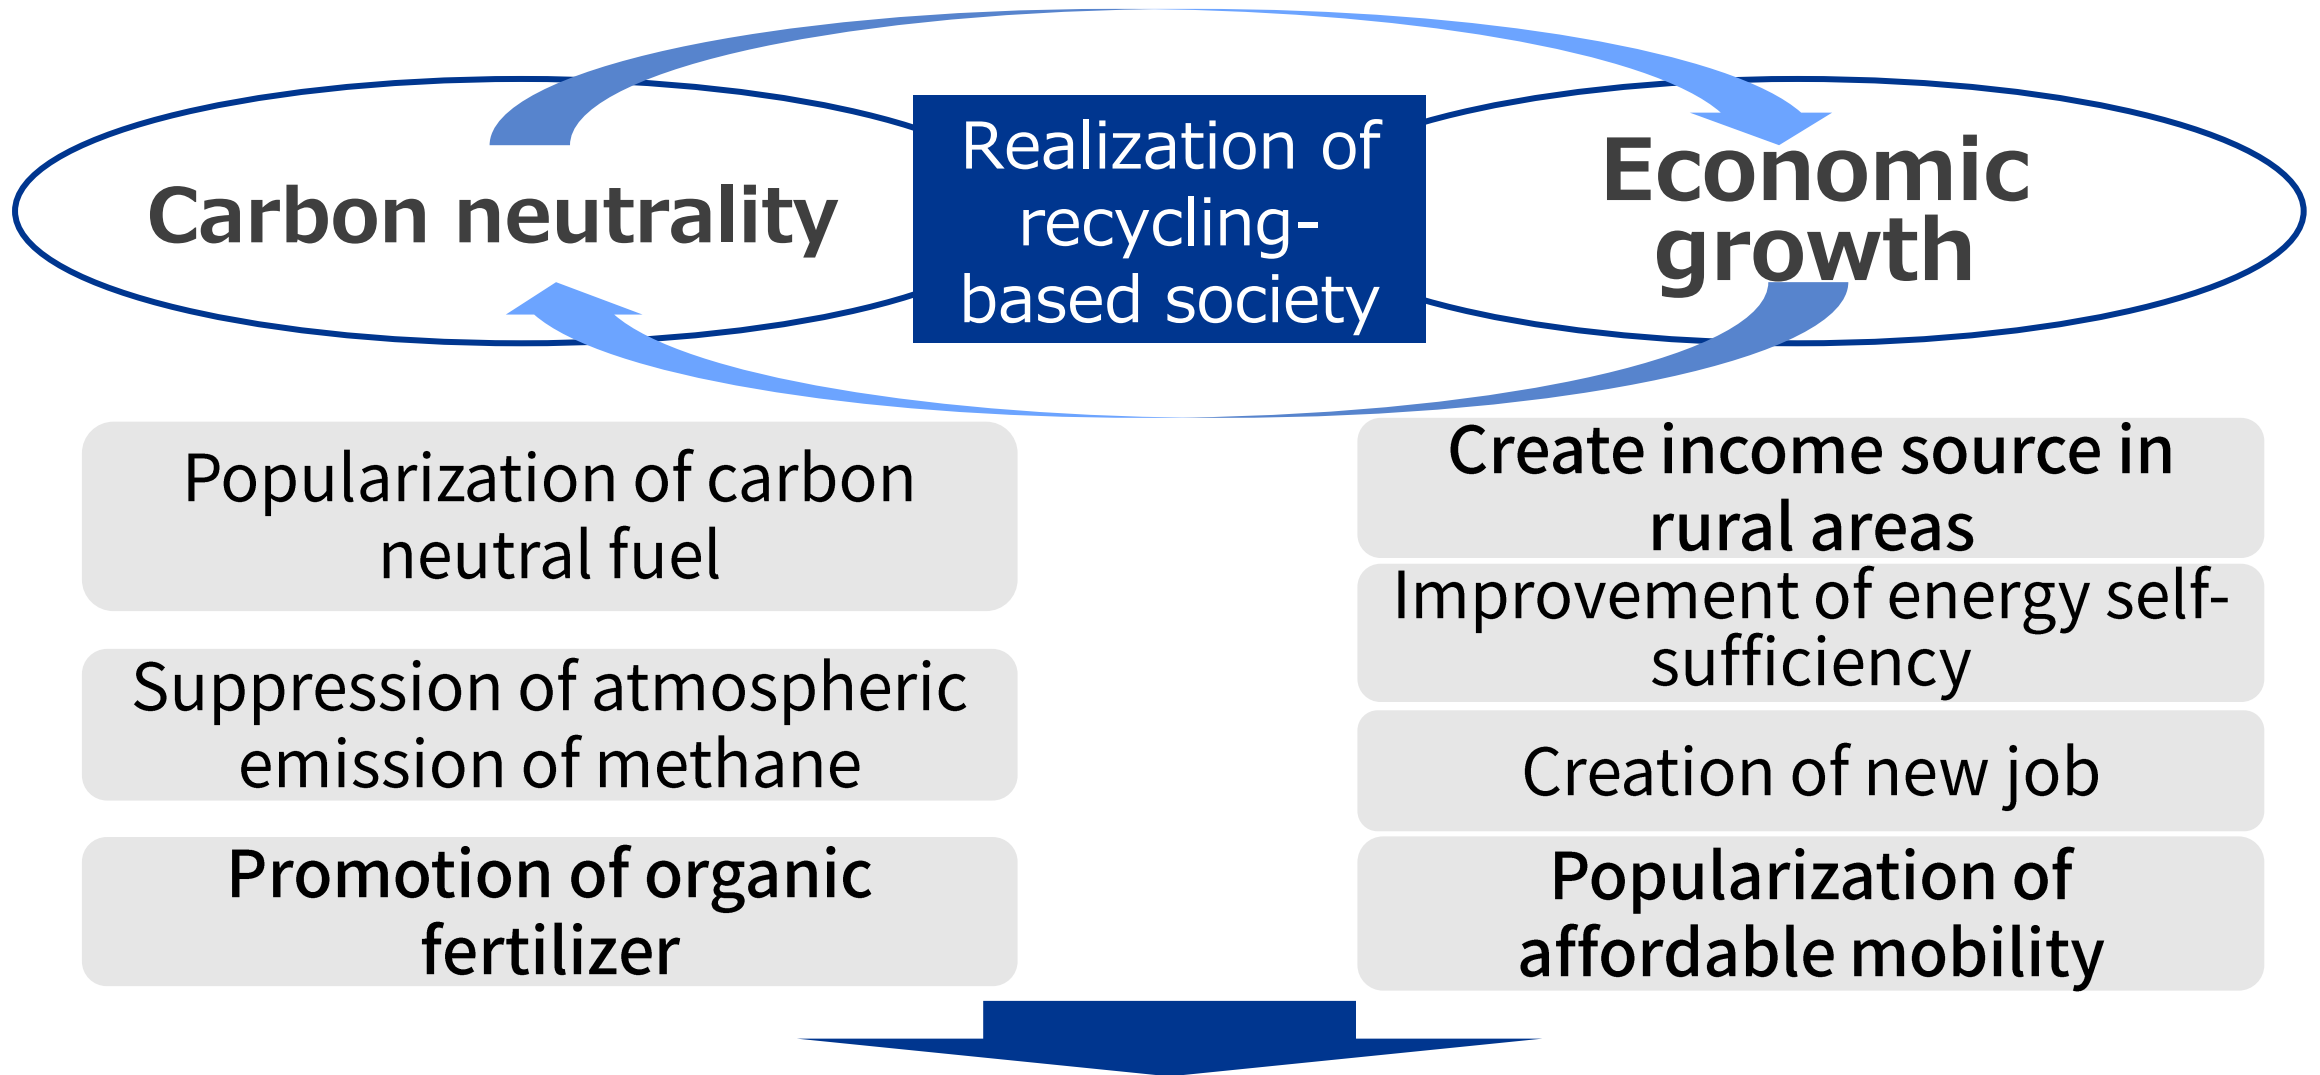 Carbon neutrality
Realization of
recycling-
based society
Economic
growth
Popularization of carbon
neutral fuel
Suppression of atmospheric
emission of methane
Promotion of organic
fertilizer
Create income source in
rural areas
Improvement of energy self-
sufficiency
Creation of new job
Popularization of
affordable mobility